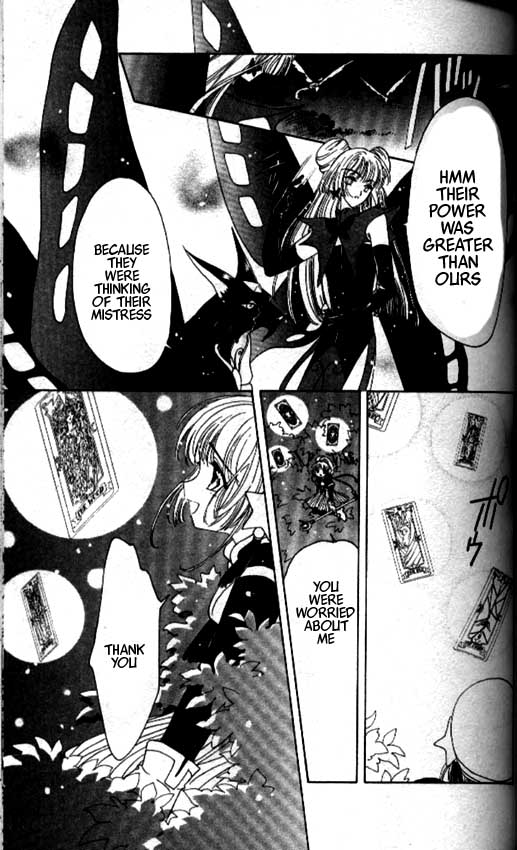 HMM
THEIR
POWER
WAS
GREATER
THAN
OURS
BECAUSE
THEY
WERE
THINKING
OF THEIR
MISTRESS
YOU
WERE
WORRIED
ABOUT
ME
THANK
YOU